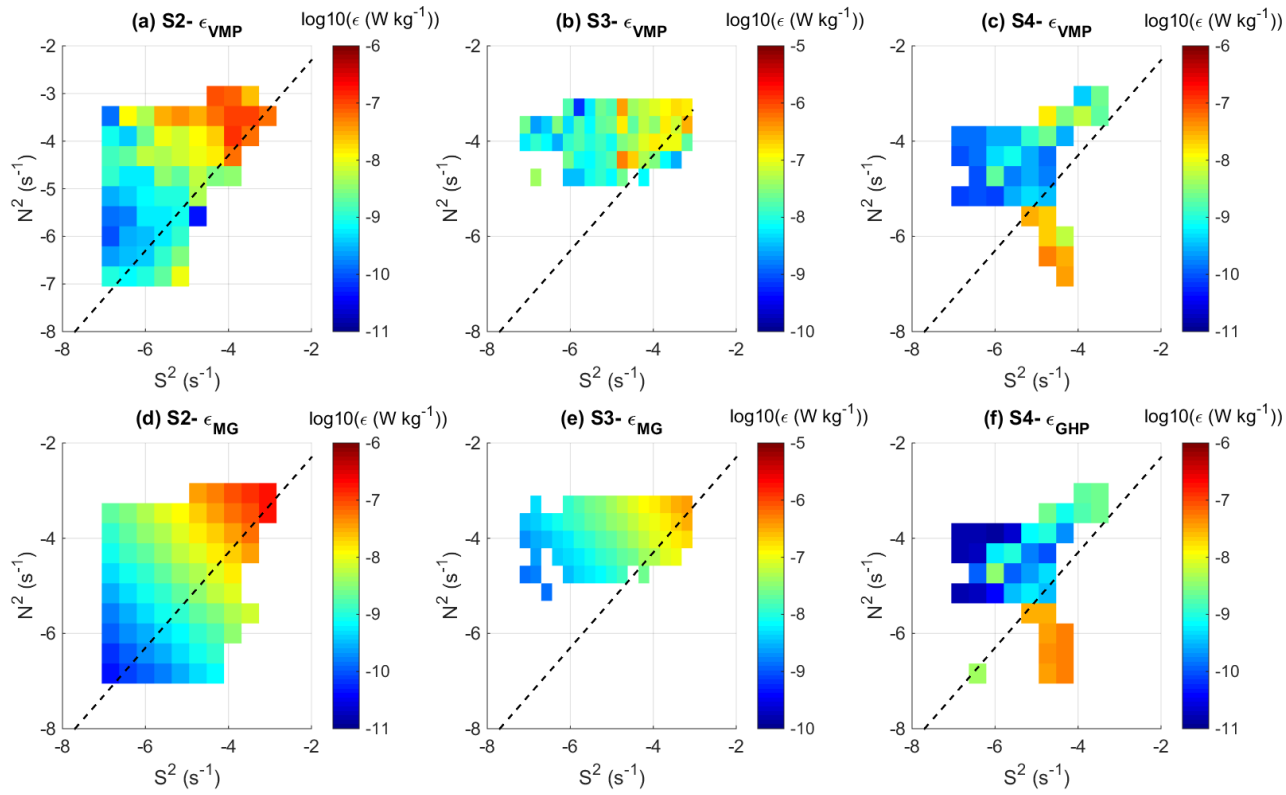 (a) S2- ϵVMP
log10(ϵ (W kg⁻¹))
(b) S3- ϵVMP
log10(ϵ (W kg⁻¹))
(c) S4- ϵVMP
log10(ϵ (W kg⁻¹))
-2
-3
-4
-5
-6
-7
-8
N² (s⁻¹)
-8 -6 -4 -2
S² (s⁻¹)
-6
-7
-8
-9
-10
-11
-2
-4
-6
-8
N² (s⁻¹)
-8 -6 -4 -2
S² (s⁻¹)
-5
-6
-7
-8
-9
-10
-2
-4
-6
-8
N² (s⁻¹)
-8 -6 -4 -2
S² (s⁻¹)
-6
-7
-8
-9
-10
-11
(d) S2- ϵMG
log10(ϵ (W kg⁻¹))
(e) S3- ϵMG
log10(ϵ (W kg⁻¹))
(f) S4- ϵGHP
log10(ϵ (W kg⁻¹))
-2
-4
-6
-8
N² (s⁻¹)
-8 -6 -4 -2
S² (s⁻¹)
-6
-7
-8
-9
-10
-11
-2
-4
-6
-8
N² (s⁻¹)
-8 -6 -4 -2
S² (s⁻¹)
-5
-6
-7
-8
-9
-10
-2
-4
-6
-8
N² (s⁻¹)
-8 -6 -4 -2
S² (s⁻¹)
-6
-7
-8
-9
-10
-11